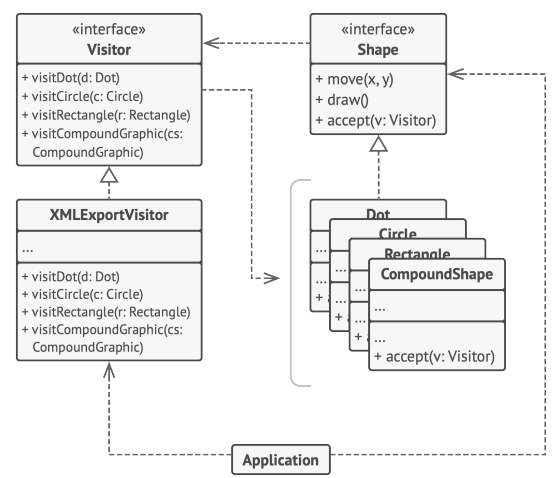 «interface»
Visitor
+ visitDot(d: Dot)
+ visitCircle(c: Circle)
+ visitRectangle(r: Rectangle)
+ visitCompoundGraphic(cs:
CompoundGraphic)
«interface»
Shape
+ move(x, y)
+ draw()
+ accept(v: Visitor)
XMLExportVisitor
...
+ visitDot(d: Dot)
+ visitCircle(c: Circle)
+ visitRectangle(r: Rectangle)
+ visitCompoundGraphic(cs:
CompoundGraphic)
Dot
...
...
+ a
Circle
...
...
+ a
Rectangle
...
...
+ a
CompoundShape
...
...
+ accept(v: Visitor)
Application